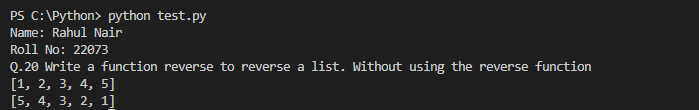 PS C:\Python> python test.py
Name: Rahul Nair
Roll No: 22073
Q.20 Write a function reverse to reverse a list. Without using the reverse function
[1, 2, 3, 4, 5]
[5, 4, 3, 2, 1]